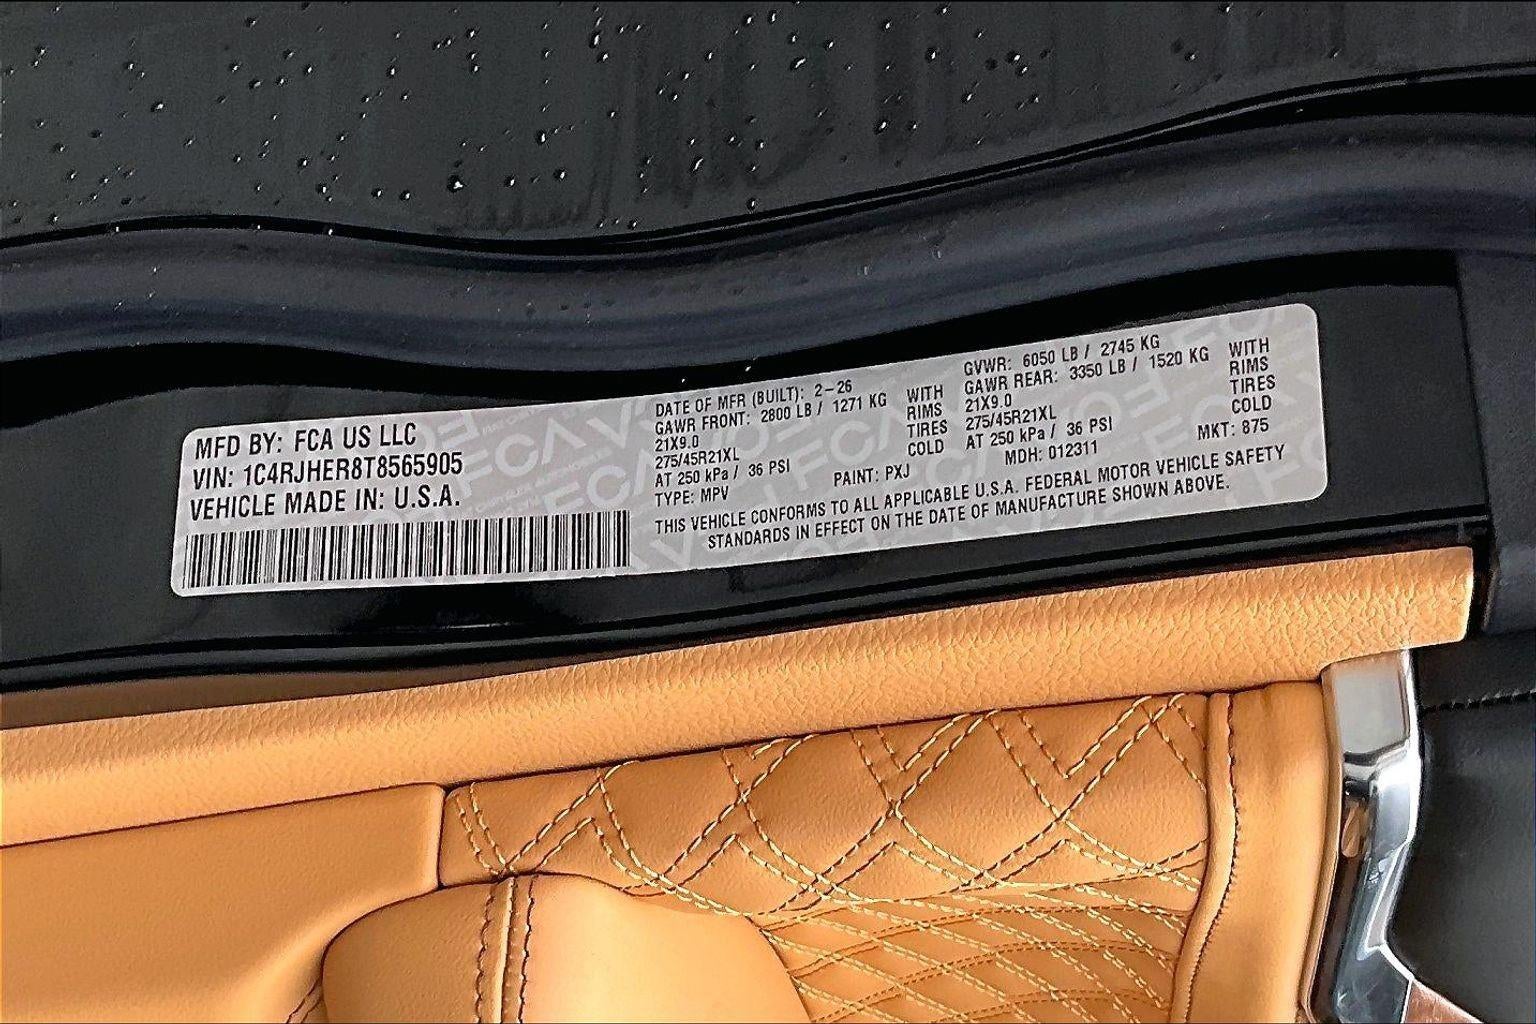 MFD BY: FCA US LLC
VIN: 1C4RJHER8T8565905
VEHICLE MADE IN: U.S.A.
DATE OF MFR (BUILT): 2-26
GAWR FRONT: 2800 LB / 1271 KG WITH
21X9.0 RIMS
275/45R21XL TIRES
AT 250 kPa / 36 PSI COLD
TYPE: MPV PAINT: PXJ
GVWR: 6050 LB / 2745 KG
GAWR REAR: 3350 LB / 1520 KG WITH
21X9.0 RIMS
275/45R21XL TIRES
AT 250 kPa / 36 PSI COLD
MDH: 012311 MKT: 875
THIS VEHICLE CONFORMS TO ALL APPLICABLE U.S.A. FEDERAL MOTOR VEHICLE SAFETY
STANDARDS IN EFFECT ON THE DATE OF MANUFACTURE SHOWN ABOVE.